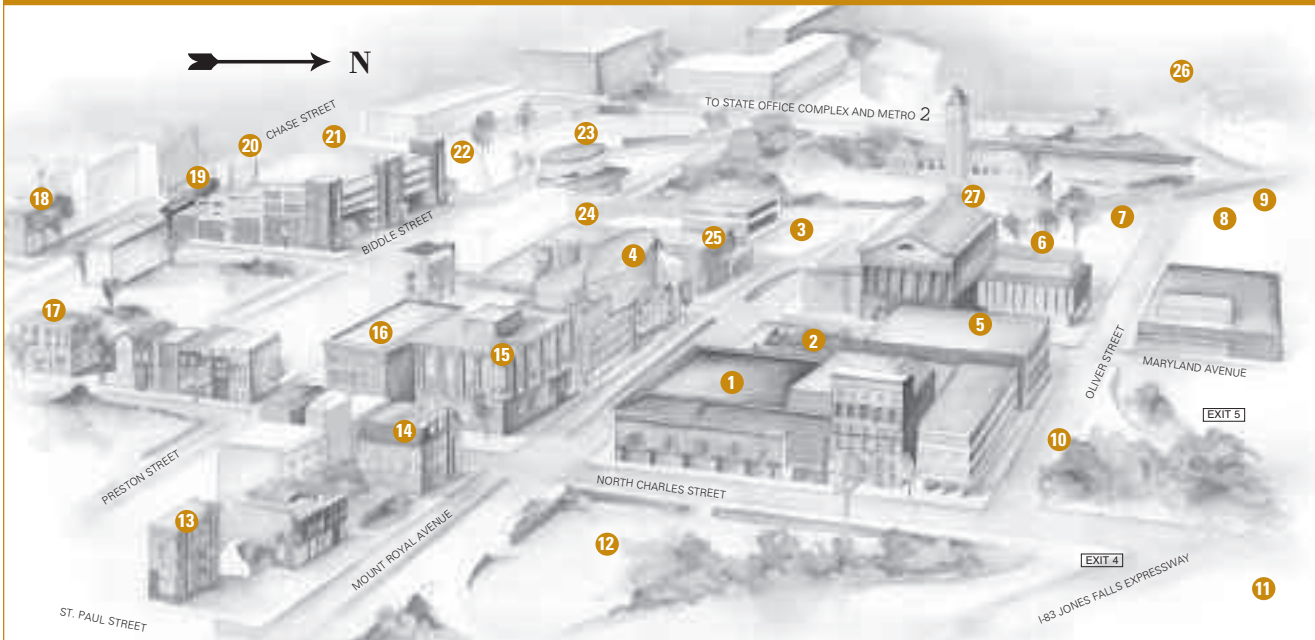 N
26
TO STATE OFFICE COMPLEX AND METRO 2
CHASE STREET
20
21
22
23
19
18
27
9
8
7
BIDDLE STREET
24
25
3
6
4
17
16
15
2
5
1
OLIVER STREET
MARYLAND AVENUE
EXIT 5
14
10
PRESTON STREET
NORTH CHARLES STREET
13
MOUNT ROYAL AVENUE
12
EXIT 4
I-83 JONES FALLS EXPRESSWAY
11
ST. PAUL STREET